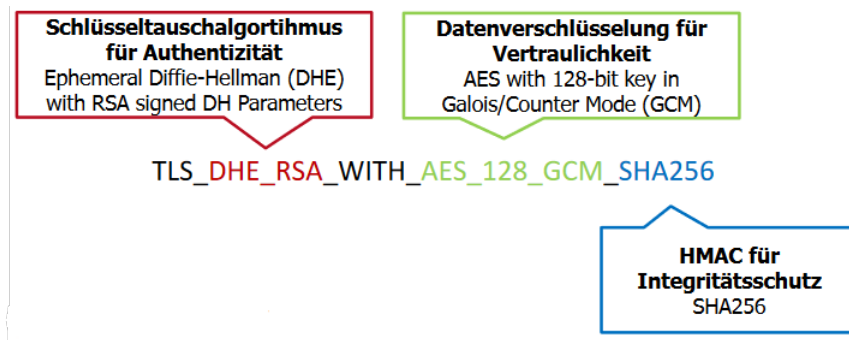 Schlüsseltauschalgortihmus
für Authentizität
Ephemeral Diffie-Hellman (DHE)
with RSA signed DH Parameters
Datenverschlüsselung für
Vertraulichkeit
AES with 128-bit key in
Galois/Counter Mode (GCM)
TLS_DHE_RSA_WITH_AES_128_GCM_SHA256
HMAC für
Integritätsschutz
SHA256